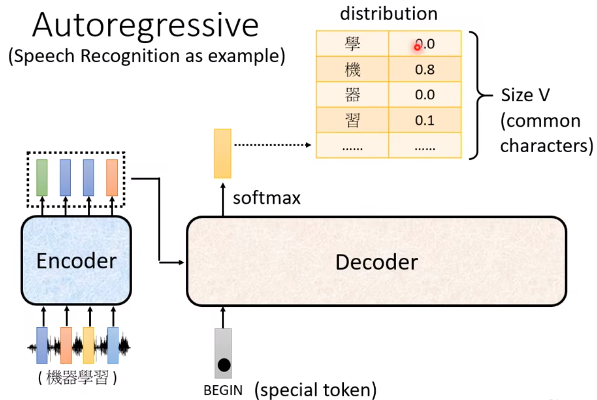 Autoregressive
(Speech Recognition as example)
distribution
學 0.0
機 0.8
器 0.0
習 0.1
...... ......
Size V
(common
characters)
softmax
Encoder
Decoder
(機器學習)
BEGIN (special token)